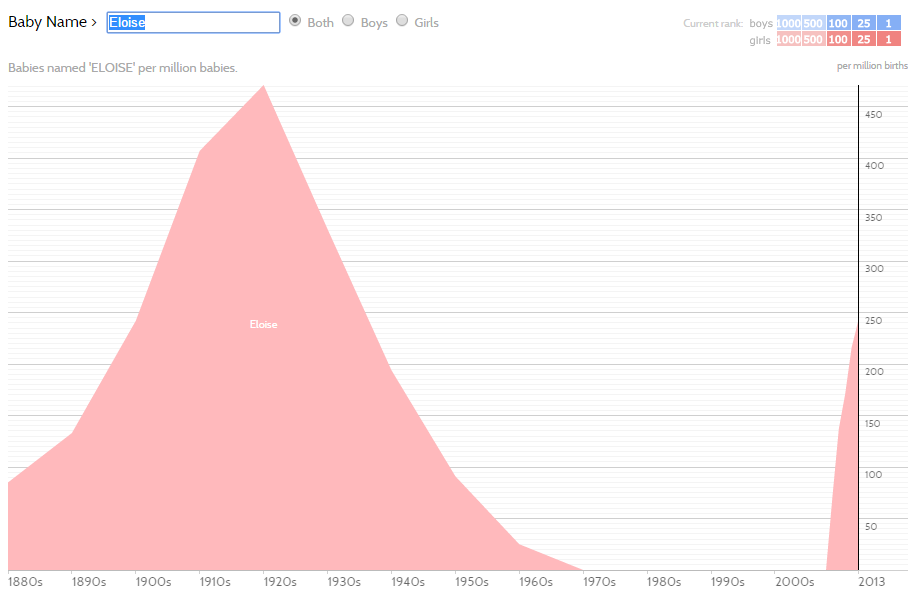 Baby Name > Eloise Both Boys Girls
Current rank: boys 1000 500 100 25 1
girls 1000 500 100 25 1
Babies named 'ELOISE' per million babies.
per million births
450
400
350
300
Eloise
250
200
150
100
50
1880s 1890s 1900s 1910s 1920s 1930s 1940s 1950s 1960s 1970s 1980s 1990s 2000s 2013